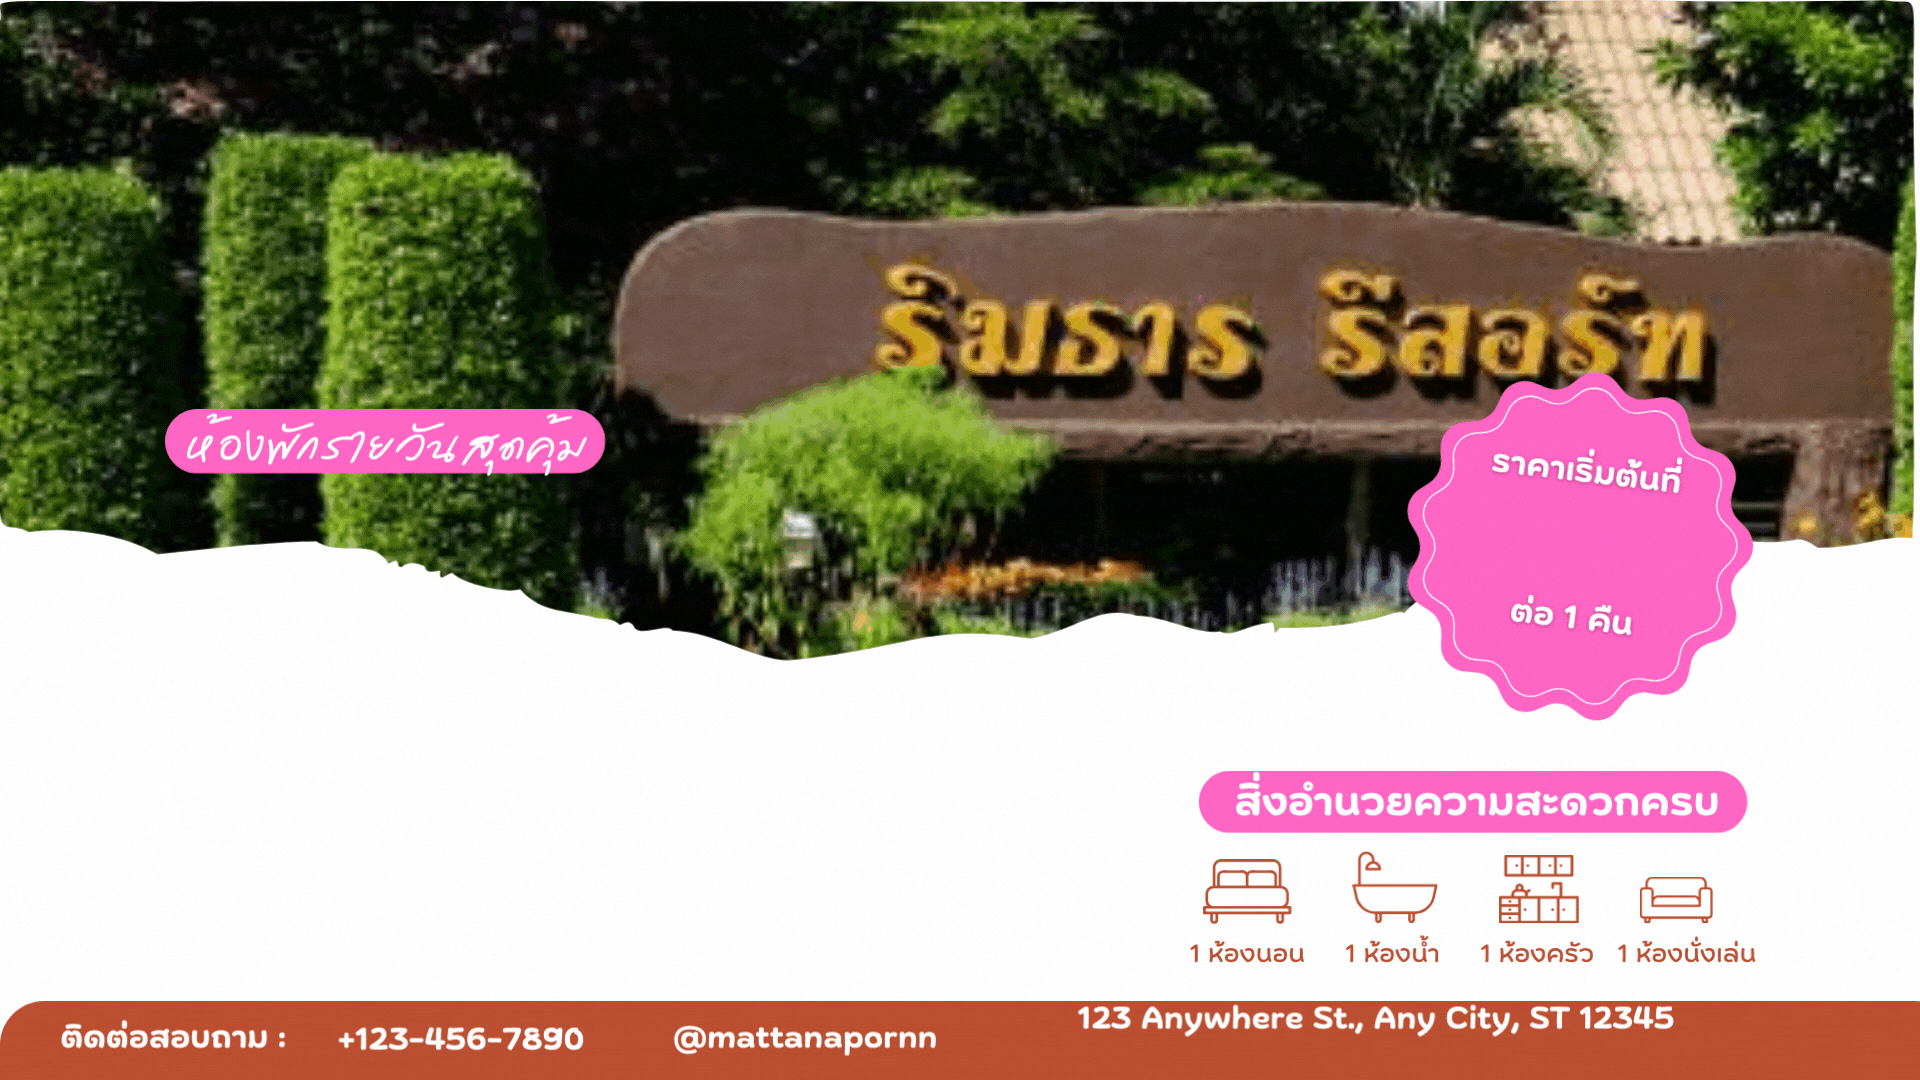 ริมธาร รีสอร์ท
ห้องพักรายวันสุดคุ้ม
ราคาเริ่มต้นที่
ต่อ 1 คืน
สิ่งอำนวยความสะดวกครบ
1 ห้องนอน
1 ห้องน้ำ
1 ห้องครัว
1 ห้องนั่งเล่น
ติดต่อสอบถาม : +123-456-7890 @mattanapornn 123 Anywhere St., Any City, ST 12345